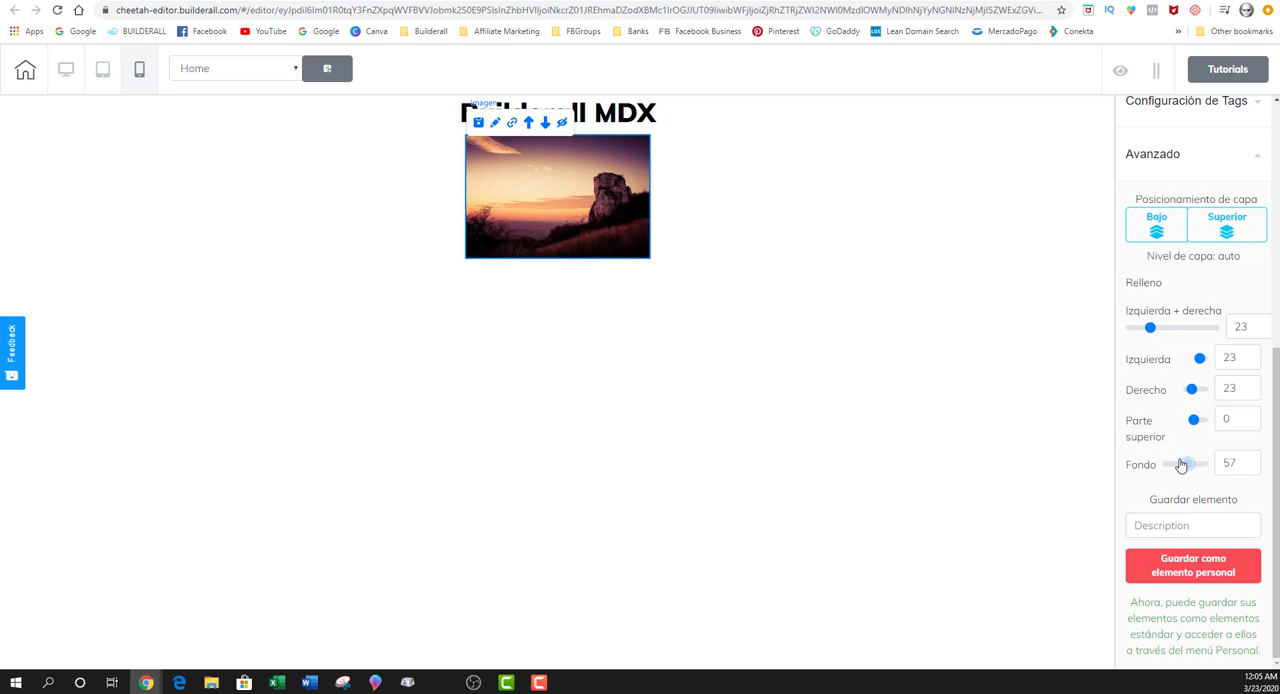 cheetah-editor.builderall.com/#/editor/
Apps Google BUILDERALL Facebook YouTube Google Canva Builderall Affiliate Marketing FBGroups Banks FB Facebook Business Pinterest GoDaddy LDS Lean Domain Search MercadoPago Conekta » Other bookmarks
Home
Tutorials
Builderall MDX
Imagen
Feedback
Configuración de Tags
Avanzado
Posicionamiento de capa
Bajo Superior
Nivel de capa: auto
Relleno
Izquierda + derecha
23
Izquierda 23
Derecho 23
Parte superior 0
Fondo 57
Guardar elemento
Description
Guardar como
elemento personal
Ahora, puede guardar sus
elementos como elementos
estándar y acceder a ellos
a través del menú Personal.
12:05 AM
3/23/2020